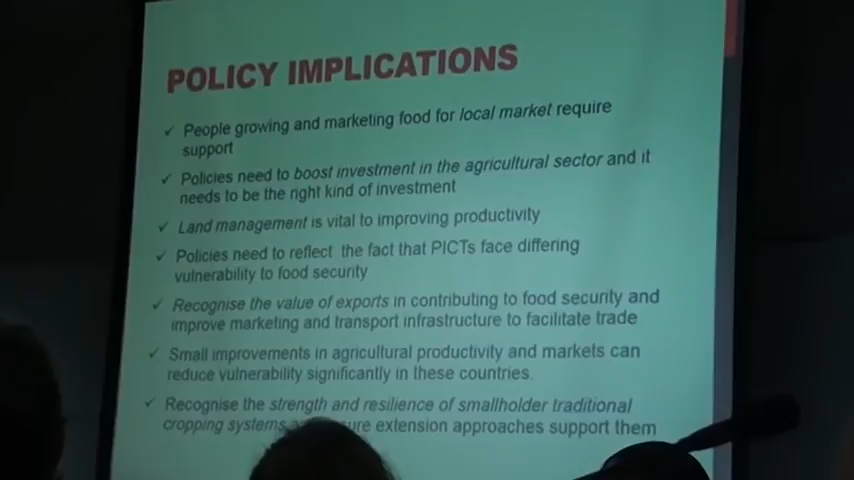 POLICY IMPLICATIONS
✓ People growing and marketing food for local market require
support
✓ Policies need to boost investment in the agricultural sector and it
needs to be the right kind of investment
✓ Land management is vital to improving productivity
✓ Policies need to reflect the fact that PICTs face differing
vulnerability to food security
✓ Recognise the value of exports in contributing to food security and
improve marketing and transport infrastructure to facilitate trade
✓ Small improvements in agricultural productivity and markets can
reduce vulnerability significantly in these countries.
✓ Recognise the strength and resilience of smallholder traditional
cropping systems extension approaches support them